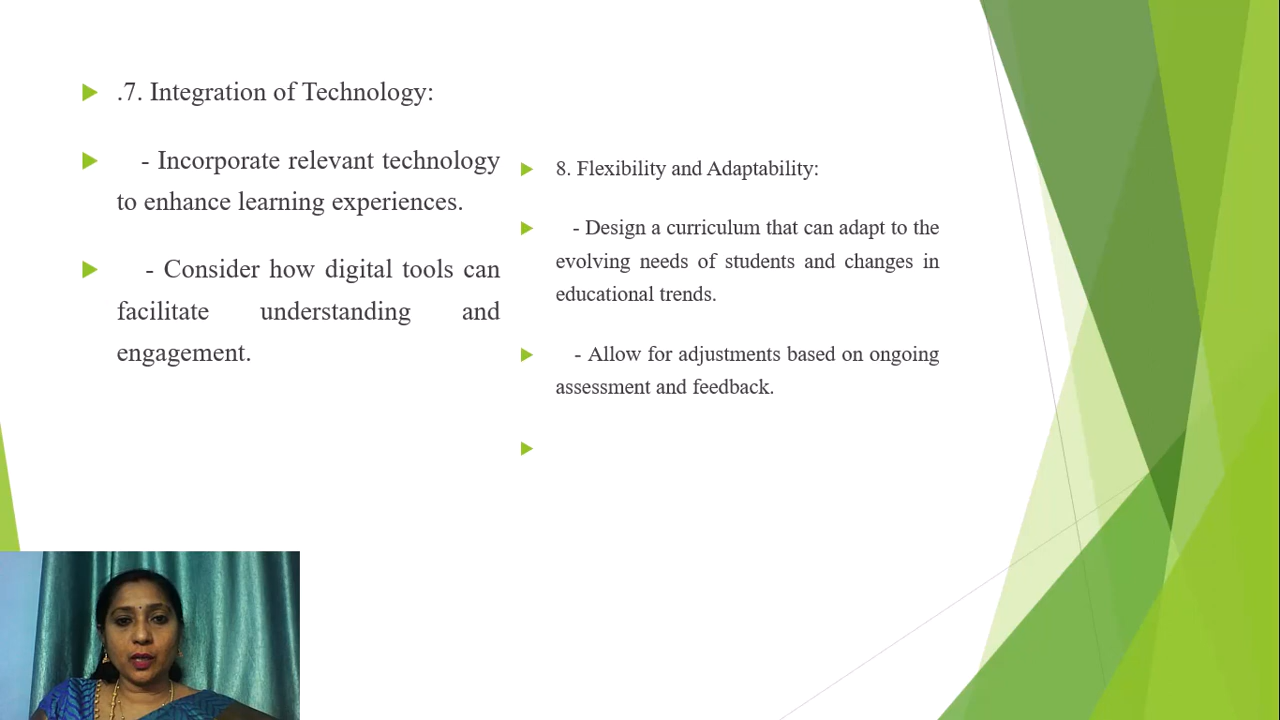 .7. Integration of Technology:
- Incorporate relevant technology
to enhance learning experiences.
- Consider how digital tools can
facilitate understanding and
engagement.
8. Flexibility and Adaptability:
- Design a curriculum that can adapt to the
evolving needs of students and changes in
educational trends.
- Allow for adjustments based on ongoing
assessment and feedback.